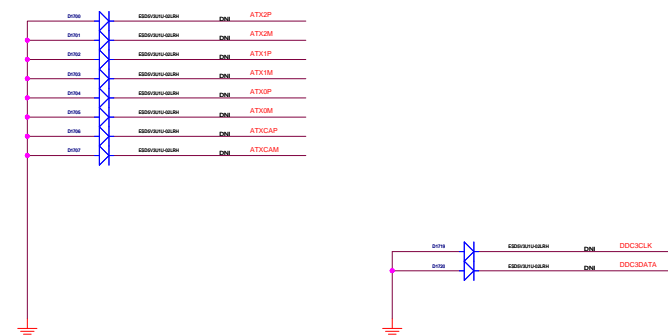 D1700 ESD5V3U1U-02LRH DNI ATX2P
D1701 ESD5V3U1U-02LRH DNI ATX2M
D1702 ESD5V3U1U-02LRH DNI ATX1P
D1703 ESD5V3U1U-02LRH DNI ATX1M
D1704 ESD5V3U1U-02LRH DNI ATX0P
D1705 ESD5V3U1U-02LRH DNI ATX0M
D1706 ESD5V3U1U-02LRH DNI ATXCAP
D1707 ESD5V3U1U-02LRH DNI ATXCAM
D1719 ESD5V3U1U-02LRH DNI DDC3CLK
D1720 ESD5V3U1U-02LRH DNI DDC3DATA